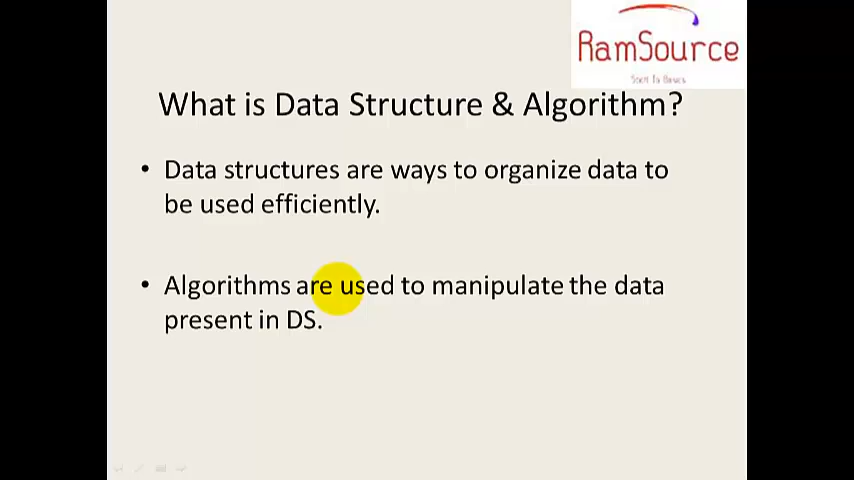 RamSource
What is Data Structure & Algorithm?
• Data structures are ways to organize data to
be used efficiently.
• Algorithms are used to manipulate the data
present in DS.